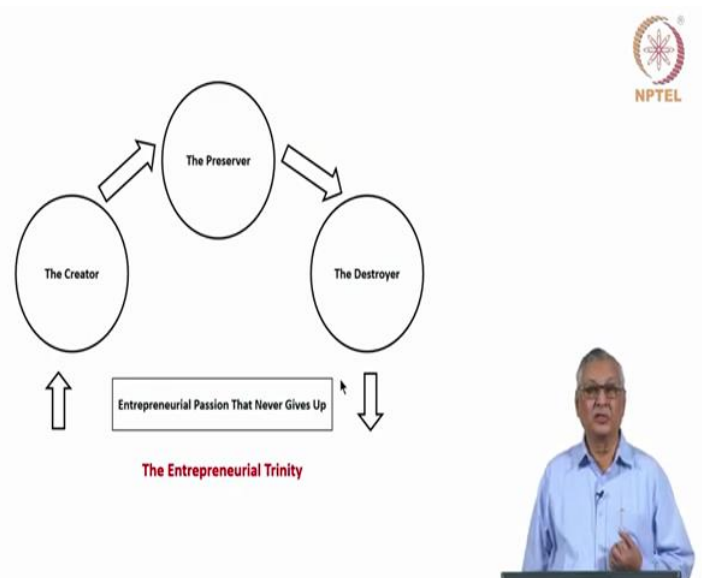 NPTEL
The Preserver
The Creator
The Destroyer
Entrepreneurial Passion That Never Gives Up
The Entrepreneurial Trinity